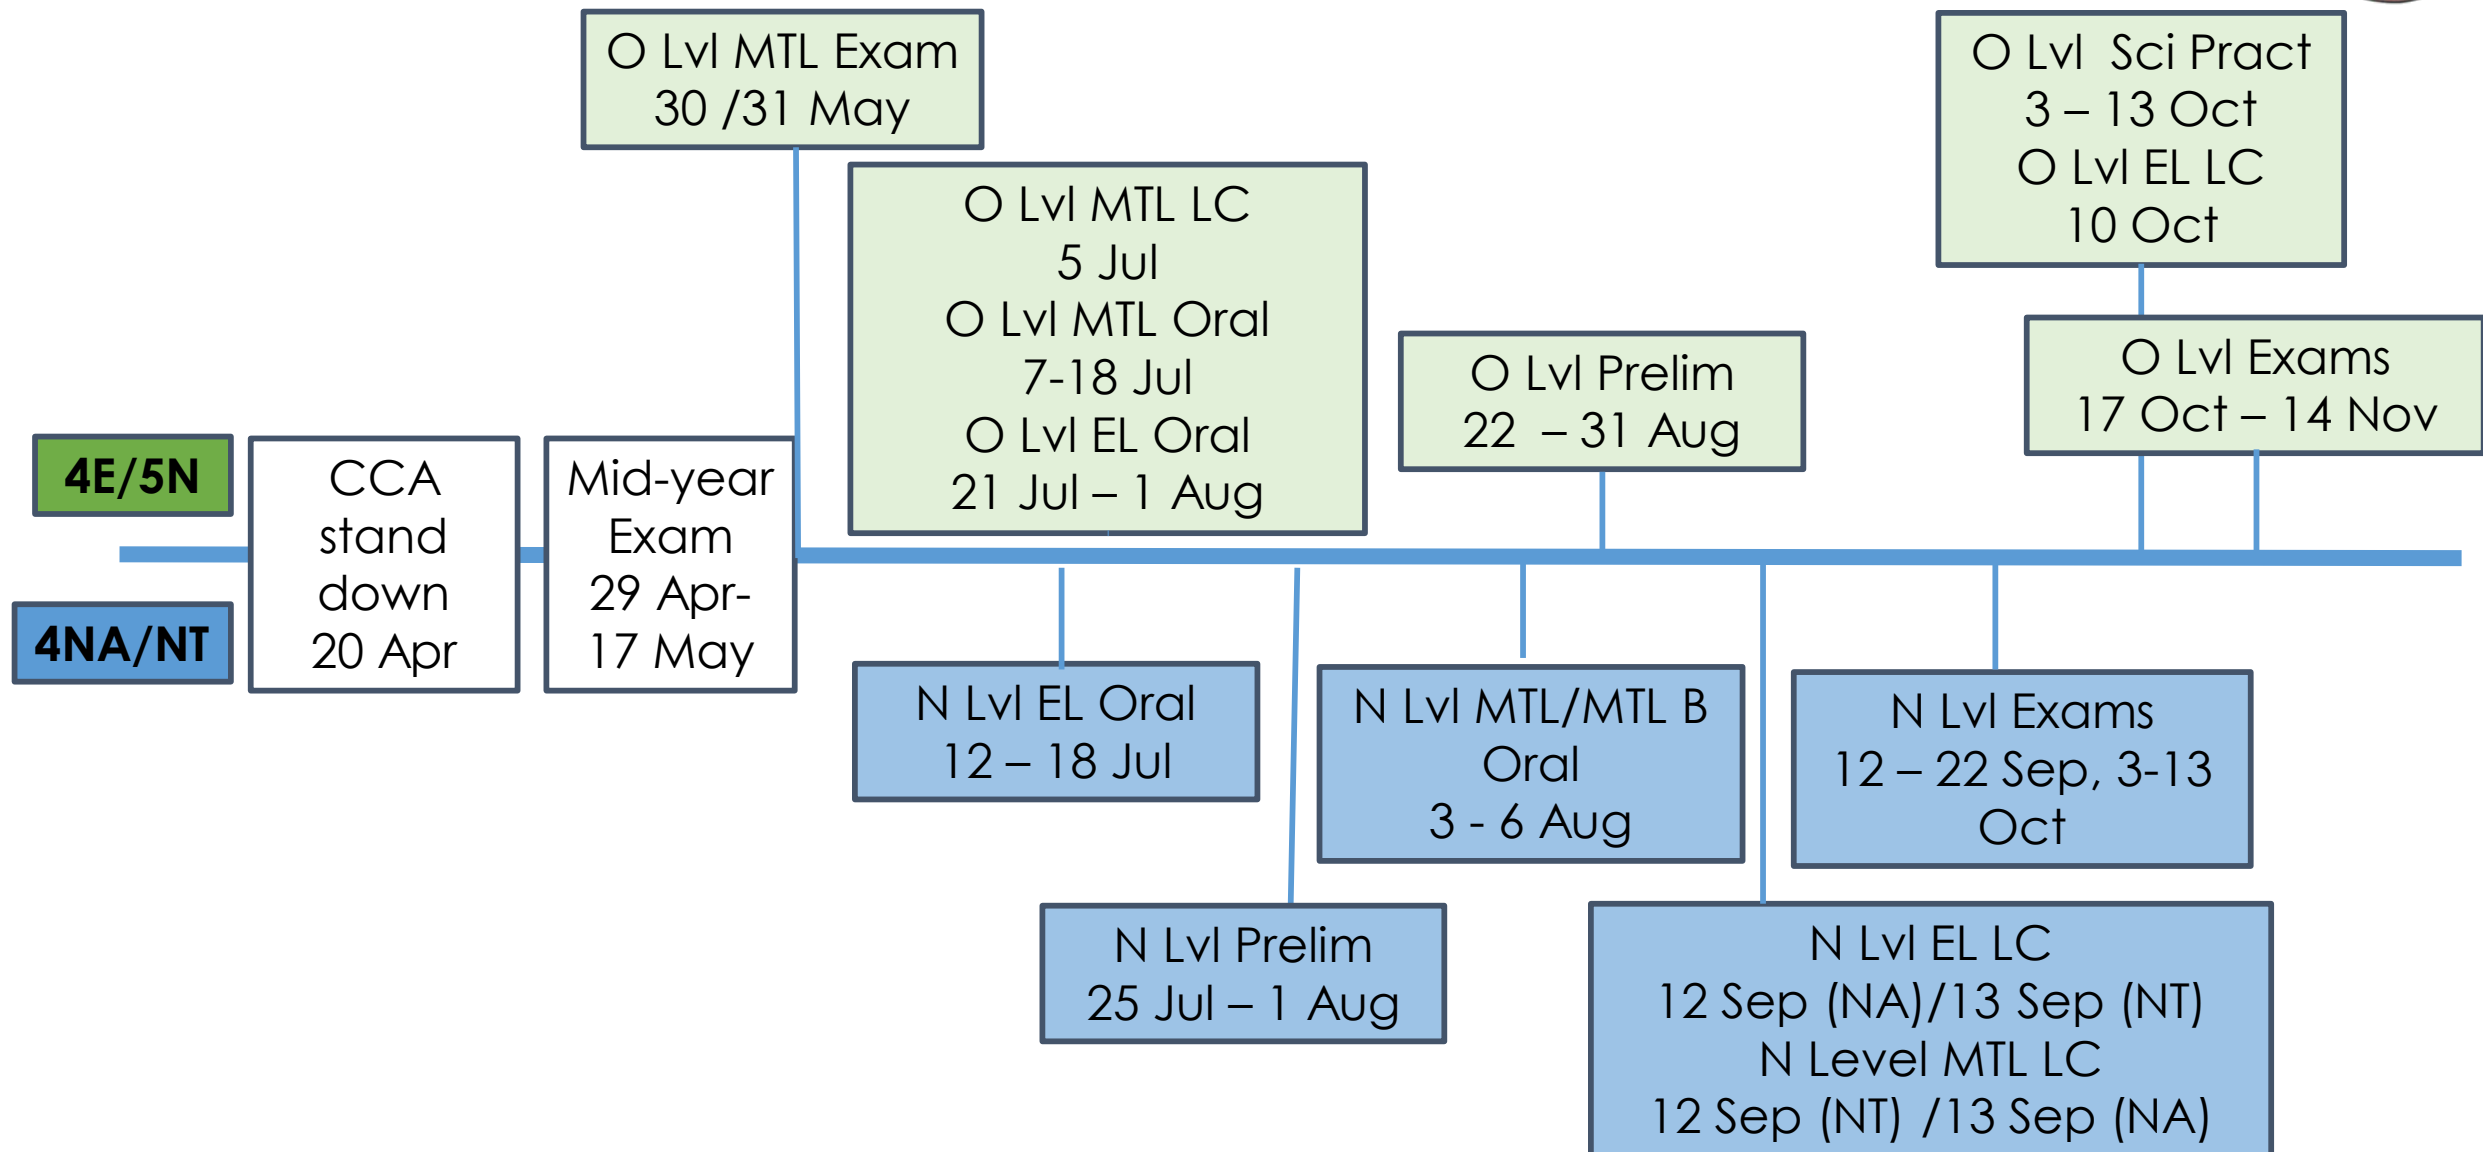 O Lvl MTL Exam
30 /31 May
O Lvl Sci Pract
3 – 13 Oct
O Lvl EL LC
10 Oct
O Lvl MTL LC
5 Jul
O Lvl MTL Oral
7-18 Jul
O Lvl EL Oral
21 Jul – 1 Aug
O Lvl Prelim
22 – 31 Aug
O Lvl Exams
17 Oct – 14 Nov
4E/5N
4NA/NT
CCA
stand
down
20 Apr
Mid-year
Exam
29 Apr-
17 May
N Lvl EL Oral
12 – 18 Jul
N Lvl MTL/MTL B
Oral
3 - 6 Aug
N Lvl Exams
12 – 22 Sep, 3-13
Oct
N Lvl Prelim
25 Jul – 1 Aug
N Lvl EL LC
12 Sep (NA)/13 Sep (NT)
N Level MTL LC
12 Sep (NT) /13 Sep (NA)